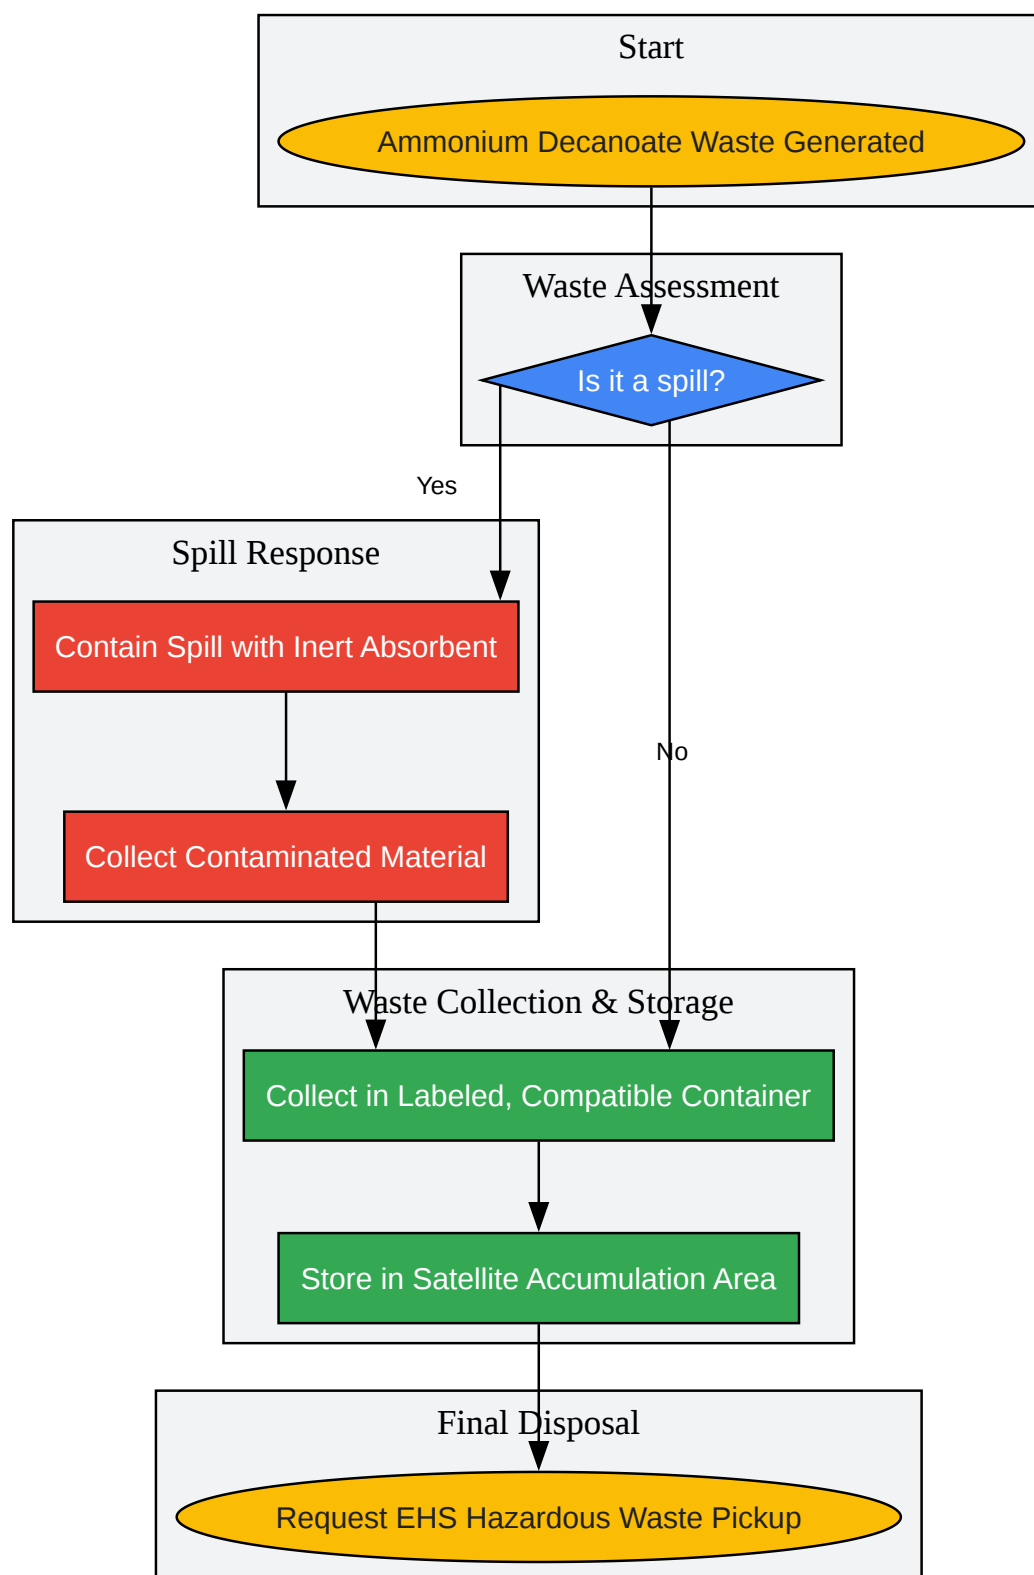 Start
Ammonium Decanoate Waste Generated
Waste Assessment
Is it a spill?
Yes
Spill Response
Contain Spill with Inert Absorbent
No
Collect Contaminated Material
Waste Collection & Storage
Collect in Labeled, Compatible Container
Store in Satellite Accumulation Area
Final Disposal
Request EHS Hazardous Waste Pickup